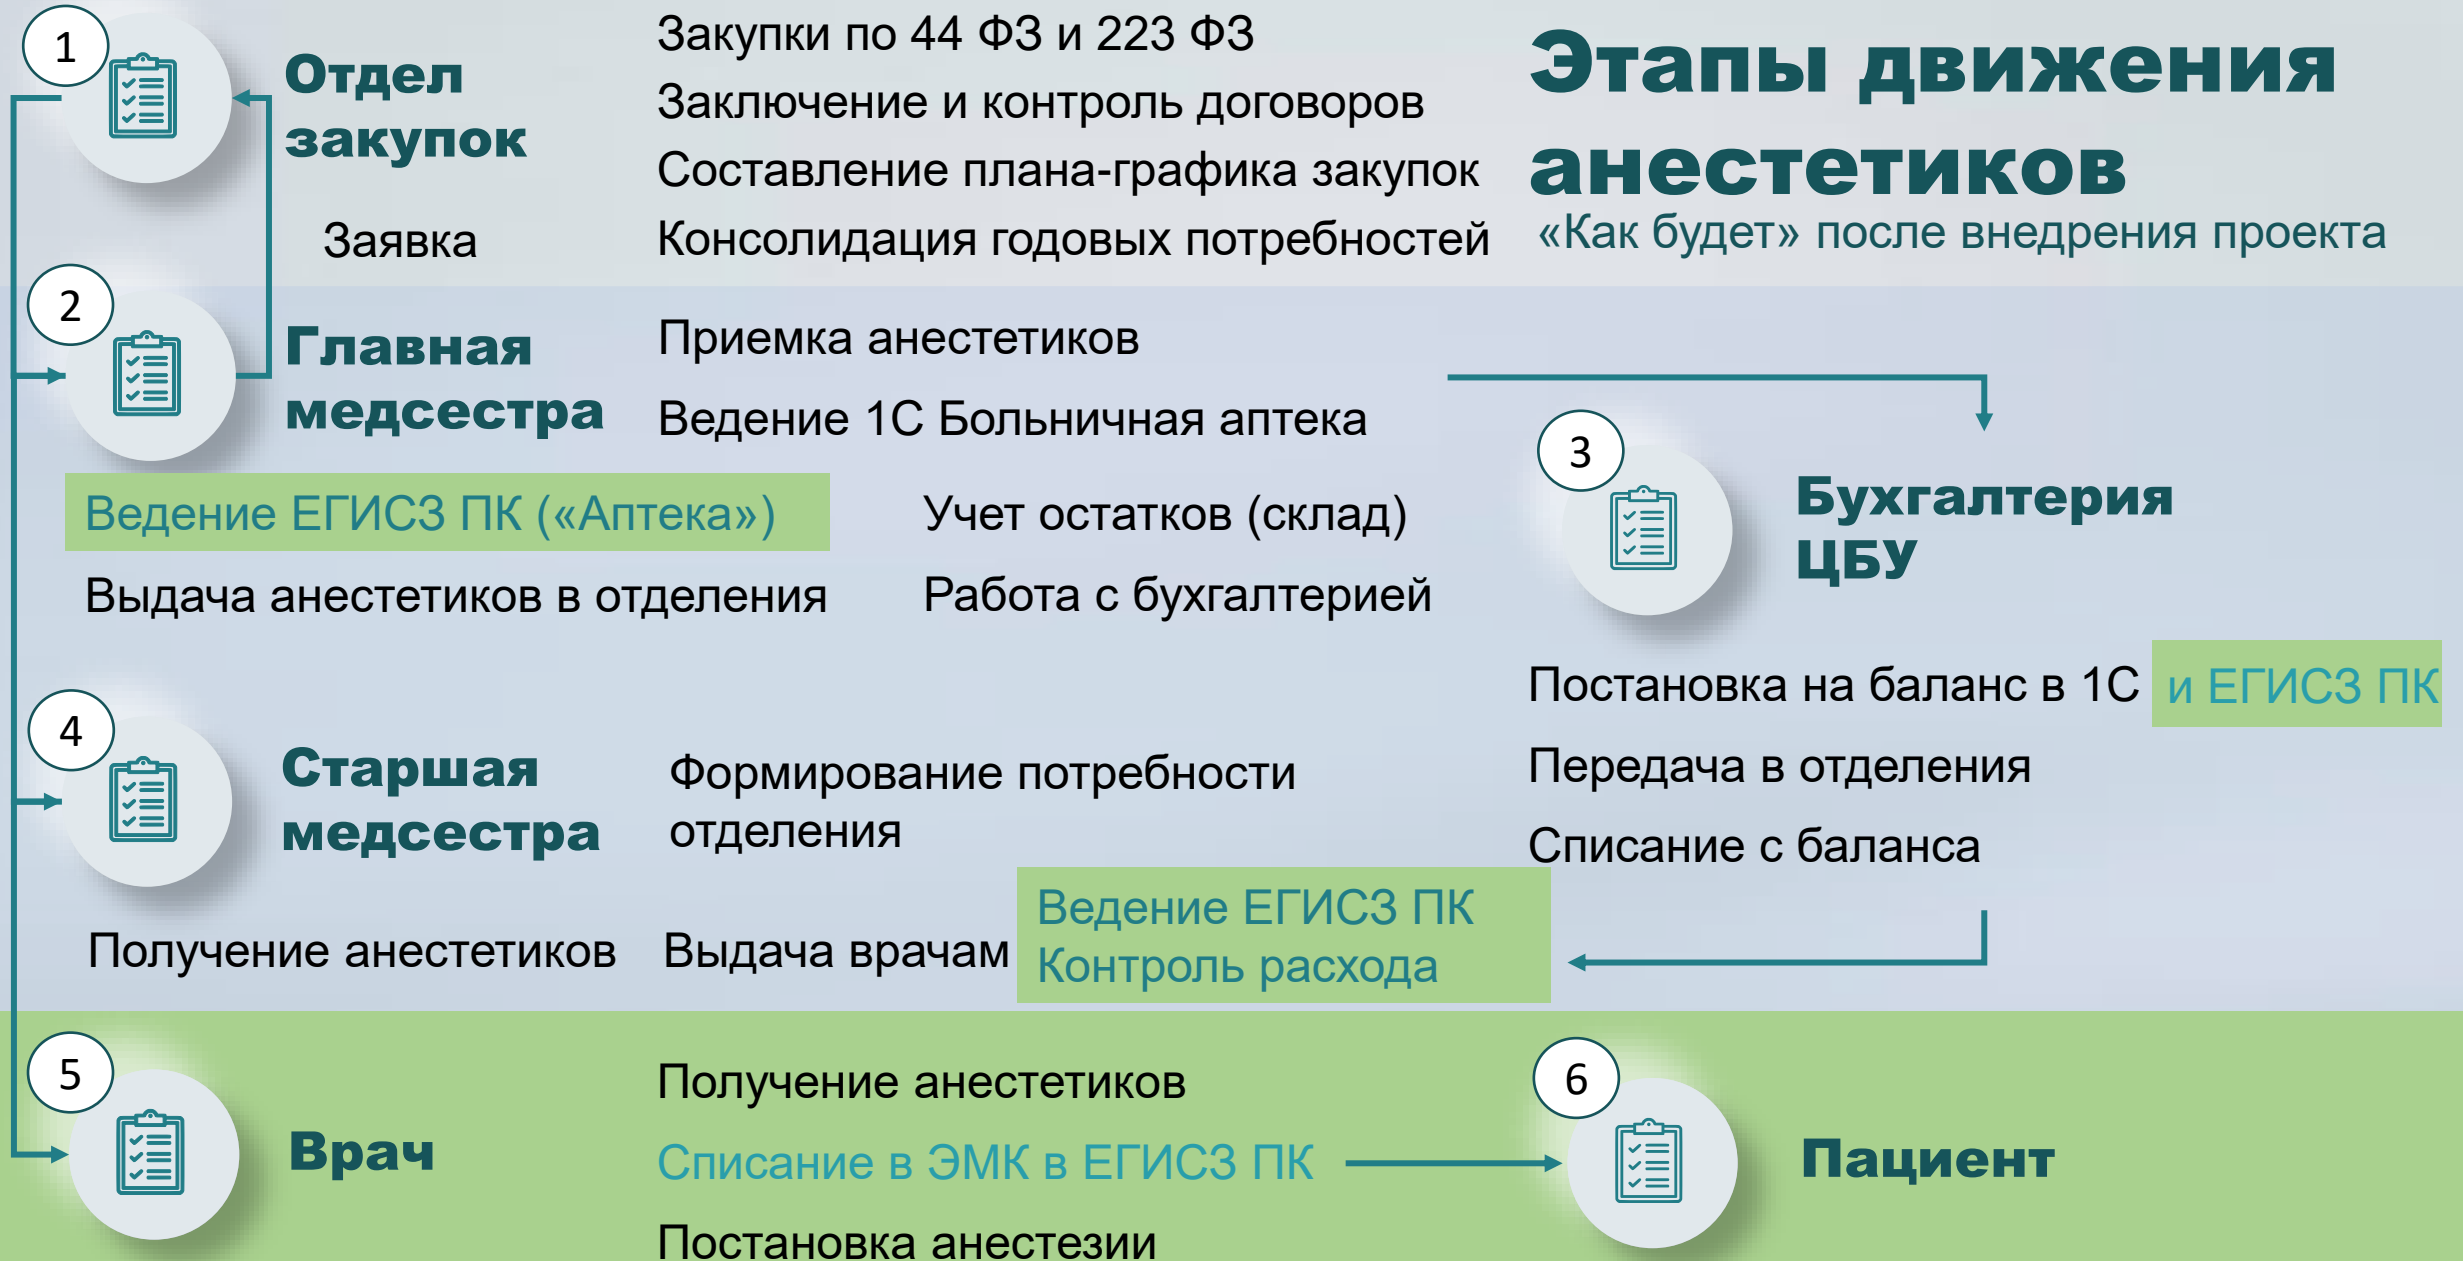 1
Отдел
закупок
Закупки по 44 ФЗ и 223 ФЗ
Заключение и контроль договоров
Составление плана-графика закупок
Консолидация годовых потребностей
Этапы движения
анестетиков
«Как будет» после внедрения проекта
Заявка
2
Главная
медсестра
Приемка анестетиков
Ведение 1С Больничная аптека
Ведение ЕГИСЗ ПК («Аптека»)
Учет остатков (склад)
Выдача анестетиков в отделения
Работа с бухгалтерией
3
Бухгалтерия
ЦБУ
Постановка на баланс в 1С и ЕГИСЗ ПК
Передача в отделения
Списание с баланса
4
Старшая
медсестра
Формирование потребности
отделения
Получение анестетиков
Выдача врачам
Ведение ЕГИСЗ ПК
Контроль расхода
5
Врач
Получение анестетиков
Списание в ЭМК в ЕГИСЗ ПК
Постановка анестезии
6
Пациент